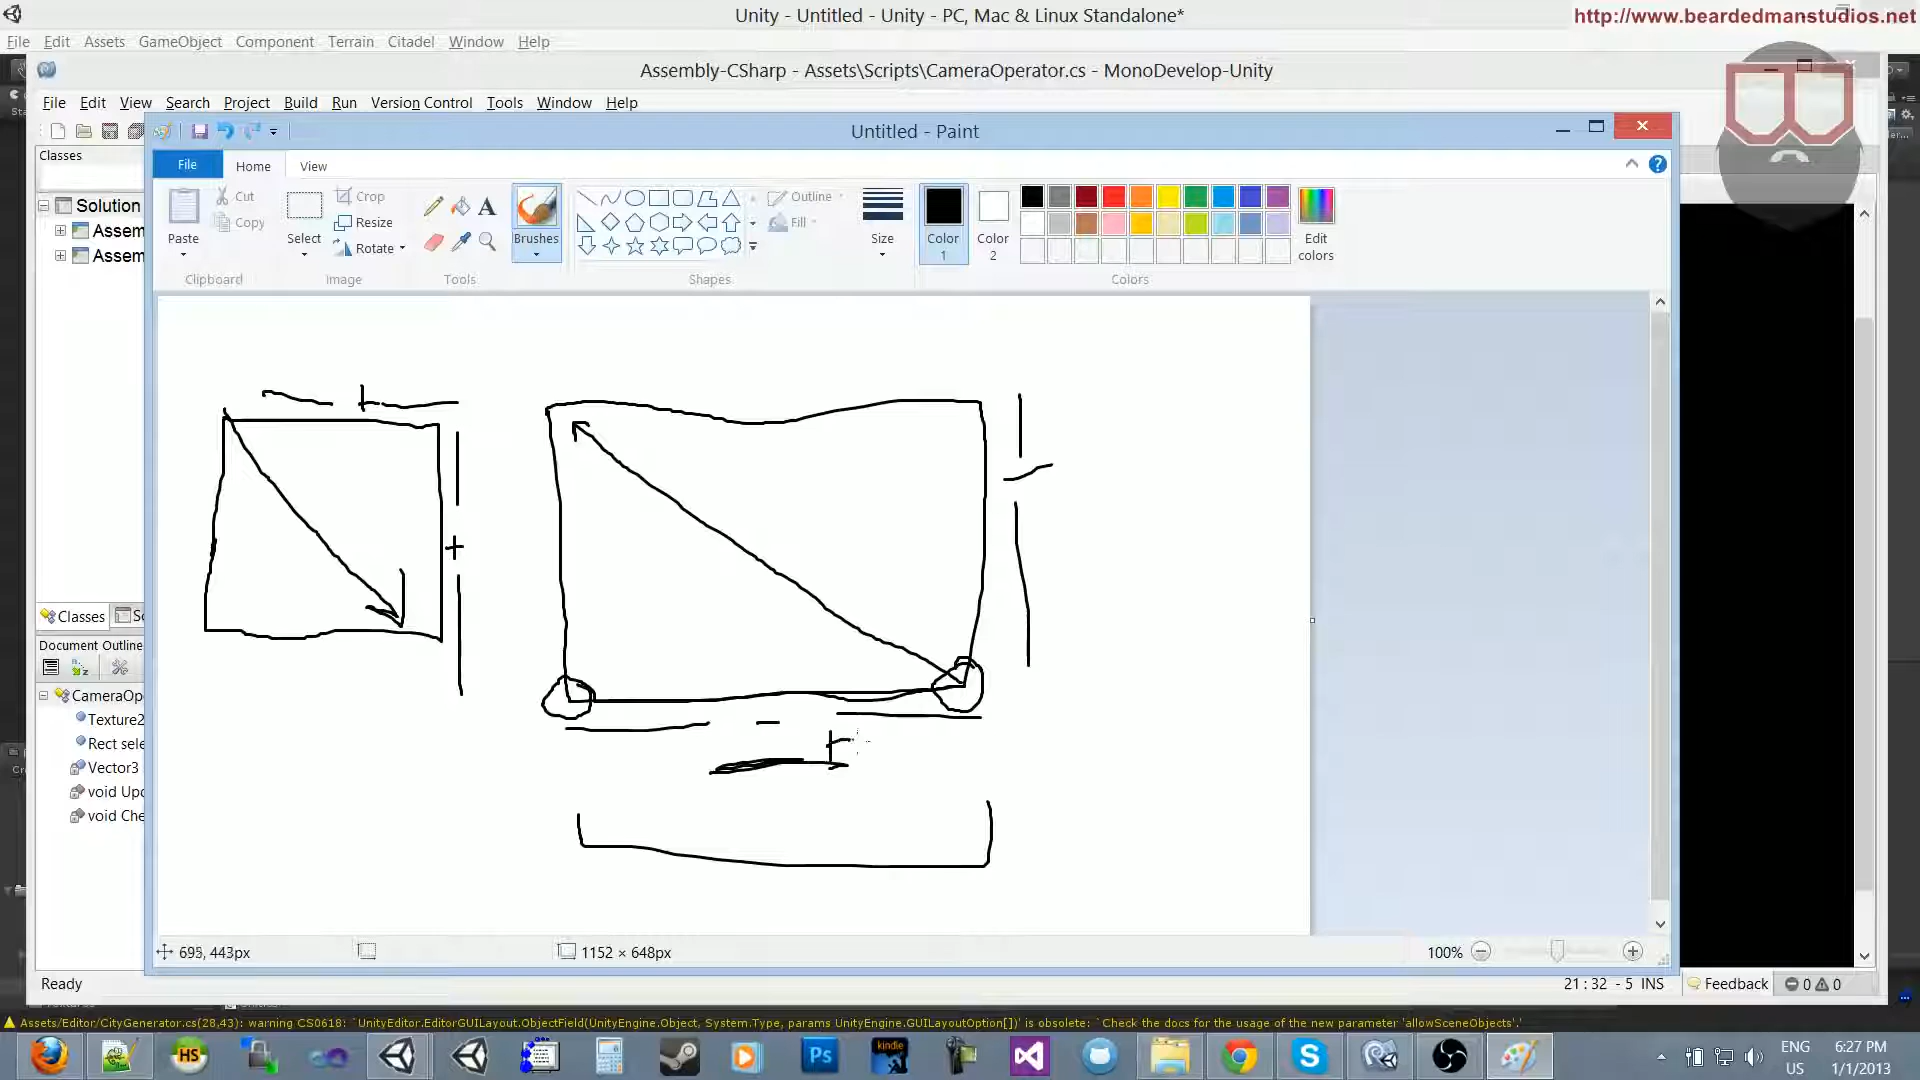 Unity - Untitled - Unity - PC, Mac & Linux Standalone*
http://www.beardedmanstudios.net
File Edit Assets GameObject Component Terrain Citadel Window Help
Assembly-CSharp - Assets\Scripts\CameraOperator.cs - MonoDevelop-Unity
File Edit View Search Project Build Run Version Control Tools Window Help
Untitled - Paint
Classes
File Home View
Solution
Assem
Assem
Paste
Cut
Copy
Clipboard
Select
Crop
Resize
Rotate
Image
A
Tools
Brushes
Outline
Fill
Shapes
Size
Color 1
Color 2
Edit colors
Colors
Classes
Document Outline
CameraOp
Texture2
Rect sele
Vector3
void Upd
void Che
+
+
-
-
693, 443px
1152 × 648px
100%
Ready
21 : 32 - 5 INS
Feedback
0 0
Assets/Editor/CityGenerator.cs(28,43): warning CS0618: `UnityEditor.EditorGUILayout.ObjectField(UnityEngine.Object, System.Type, params UnityEngine.GUILayoutOption[])' is obsolete: `Check the docs for the usage of the new parameter 'allowSceneObjects'.'
HS
Ps
kindle
ENG
US
6:27 PM
1/1/2013